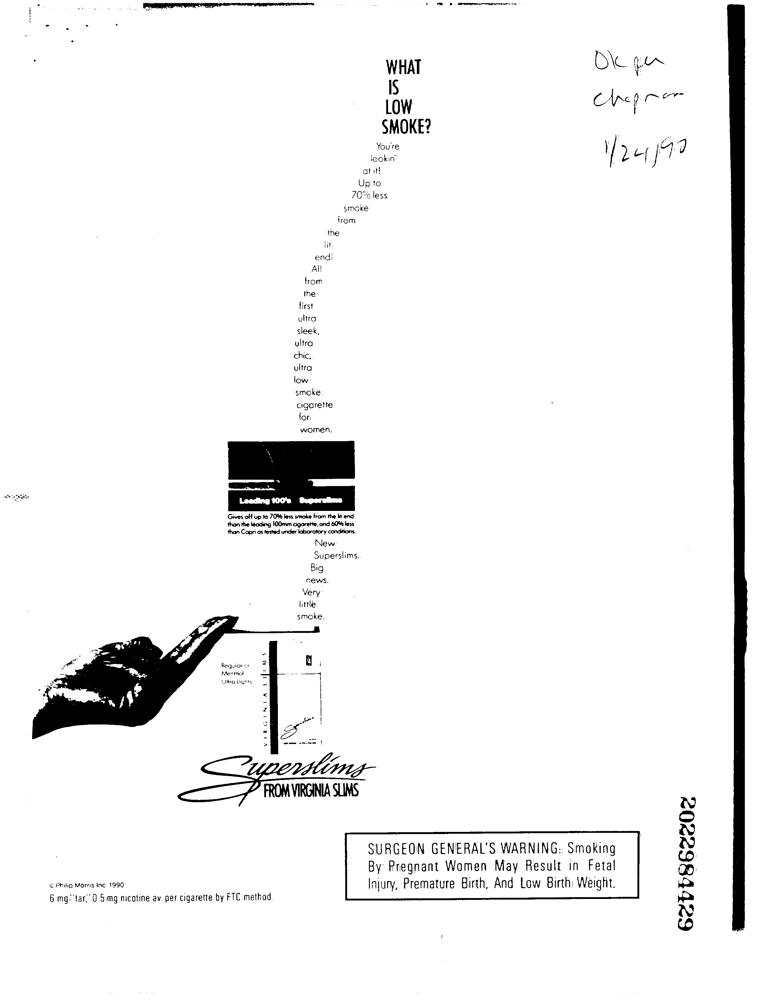 WHAT
IS
LOW
SMOKE?
Ok per
Chapman
1/24/90
You're
lookin'
at it!
Up to
70% less
smoke
from
the
lit
end!
All
from
the
first
ultra
sleek,
ultra
chic,
ultra
low
smoke
cigarette
for
women.
Leading 100's Superslims
Gives off up to 70% less smoke from the lit end
than the leading 100mm cigarette, and 60% less
than Capri as tested under laboratory conditions.
New
Superslims.
Big
news.
Very
little
smoke.
Regular or
Menthol
Ultra Lights
VIRGINIA SLIMS
Superslims
Superslims
FROM VIRGINIA SLIMS
SURGEON GENERAL'S WARNING: Smoking
By Pregnant Women May Result in Fetal
Injury, Premature Birth, And Low Birth Weight.
© Philip Morris Inc. 1990
6 mg "tar," 0.5 mg nicotine av. per cigarette by FTC method.
2022984429